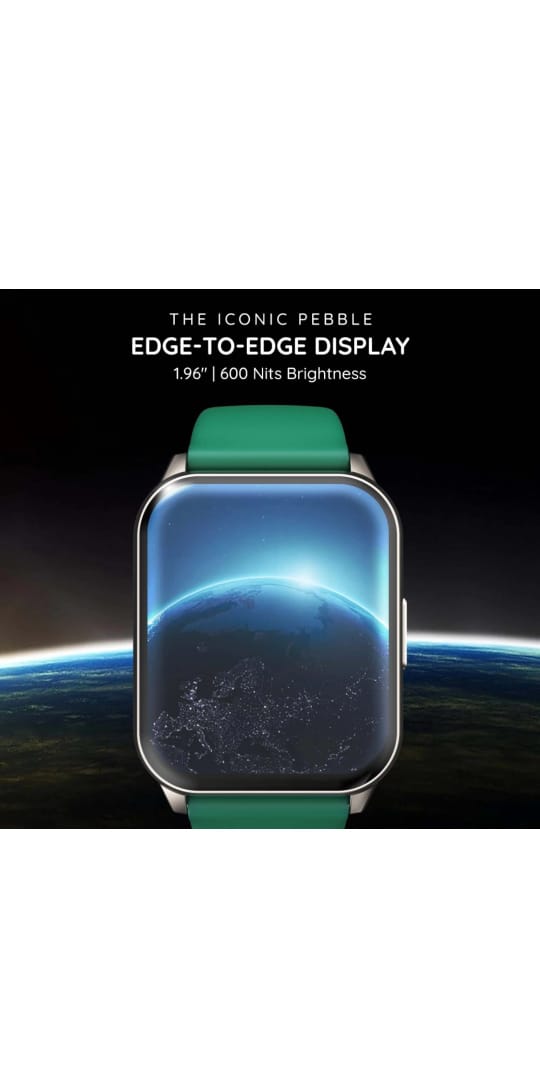 THE ICONIC PEBBLE
EDGE-TO-EDGE DISPLAY
1.96" | 600 Nits Brightness